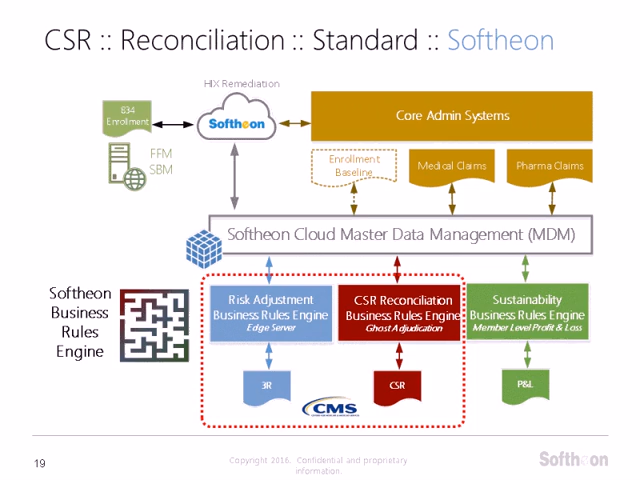 CSR :: Reconciliation :: Standard :: Softheon
HIX Remediation
834
Enrollment
Softheon
Core Admin Systems
FFM
SBM
Enrollment
Baseline
Medical Claims
Pharma Claims
Softheon Cloud Master Data Management (MDM)
Softheon
Business
Rules
Engine
Risk Adjustment
Business Rules Engine
Edge Server
CSR Reconciliation
Business Rules Engine
Ghost Adjudication
Sustainability
Business Rules Engine
Member Level Profit & Loss
3R
CMS
CSR
P&L
19
Copyright 2016. Confidential and proprietary
information.
Softheon